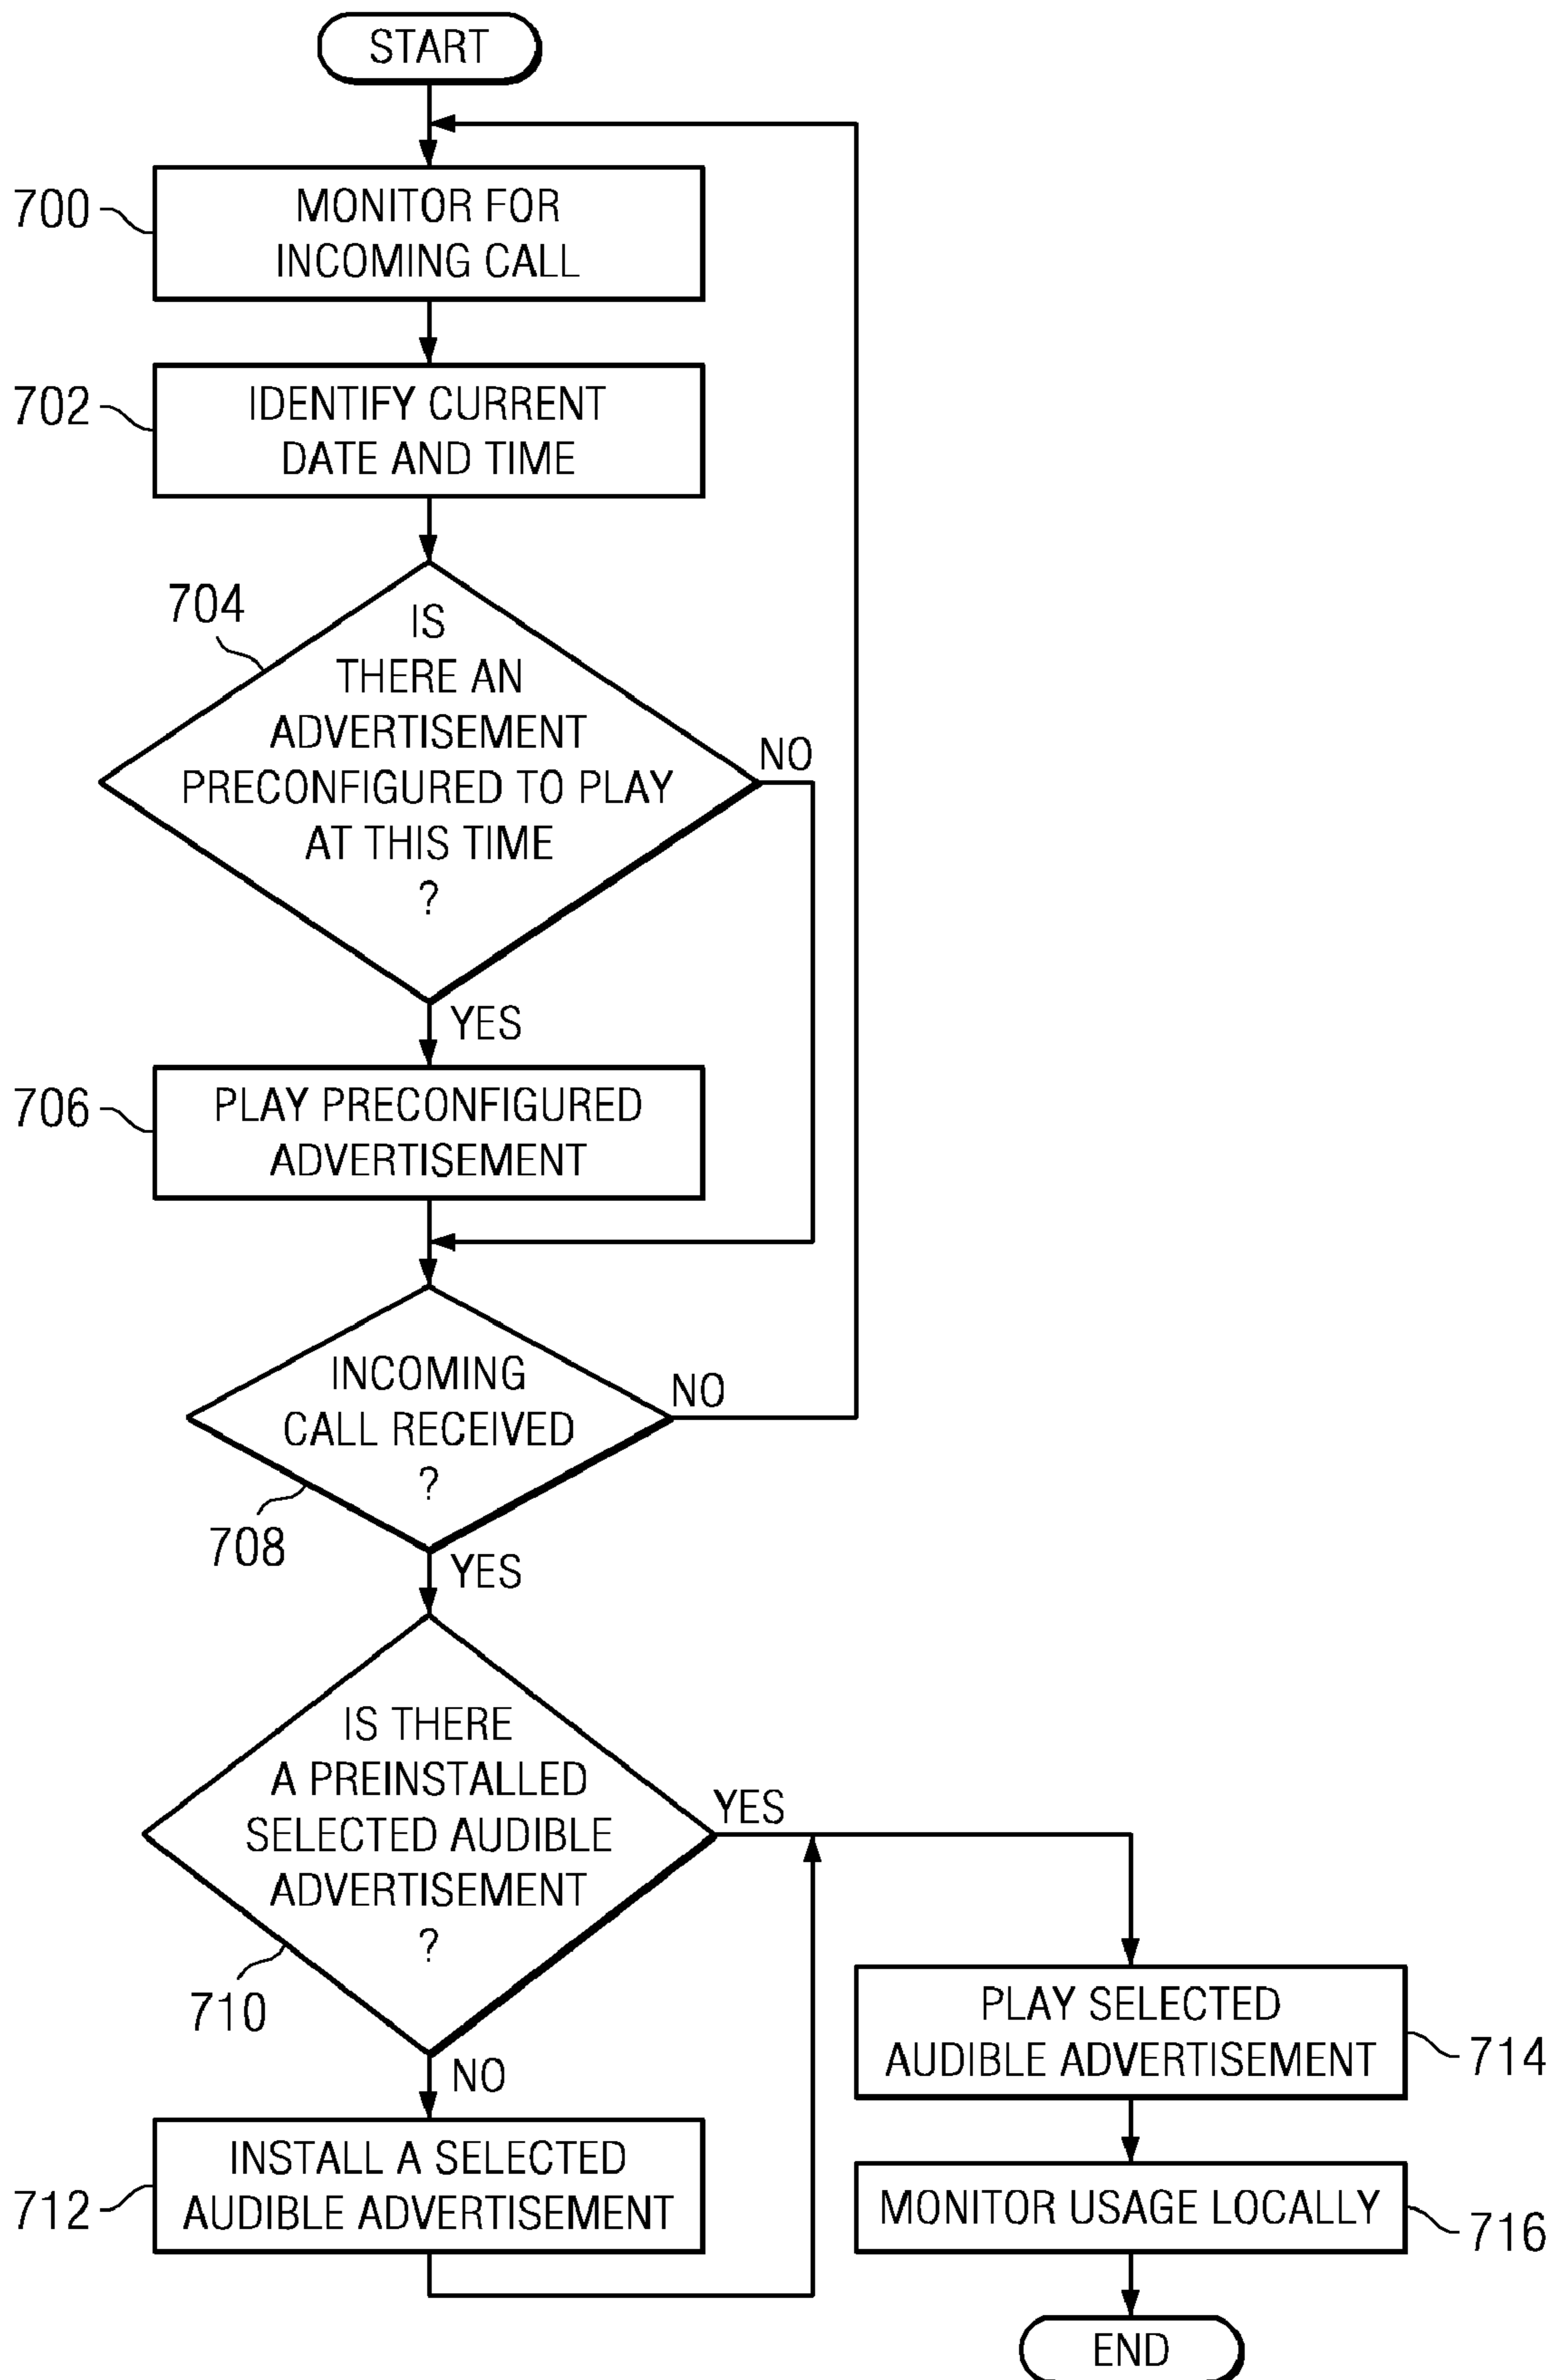 START
700
MONITOR FOR
INCOMING CALL
702
IDENTIFY CURRENT
DATE AND TIME
704
IS
THERE AN
ADVERTISEMENT
PRECONFIGURED TO PLAY
AT THIS TIME
?
NO
YES
706
PLAY PRECONFIGURED
ADVERTISEMENT
INCOMING
CALL RECEIVED
?
NO
708
YES
IS THERE
A PREINSTALLED
SELECTED AUDIBLE
ADVERTISEMENT
?
YES
710
NO
712
INSTALL A SELECTED
AUDIBLE ADVERTISEMENT
PLAY SELECTED
AUDIBLE ADVERTISEMENT
714
MONITOR USAGE LOCALLY
716
END